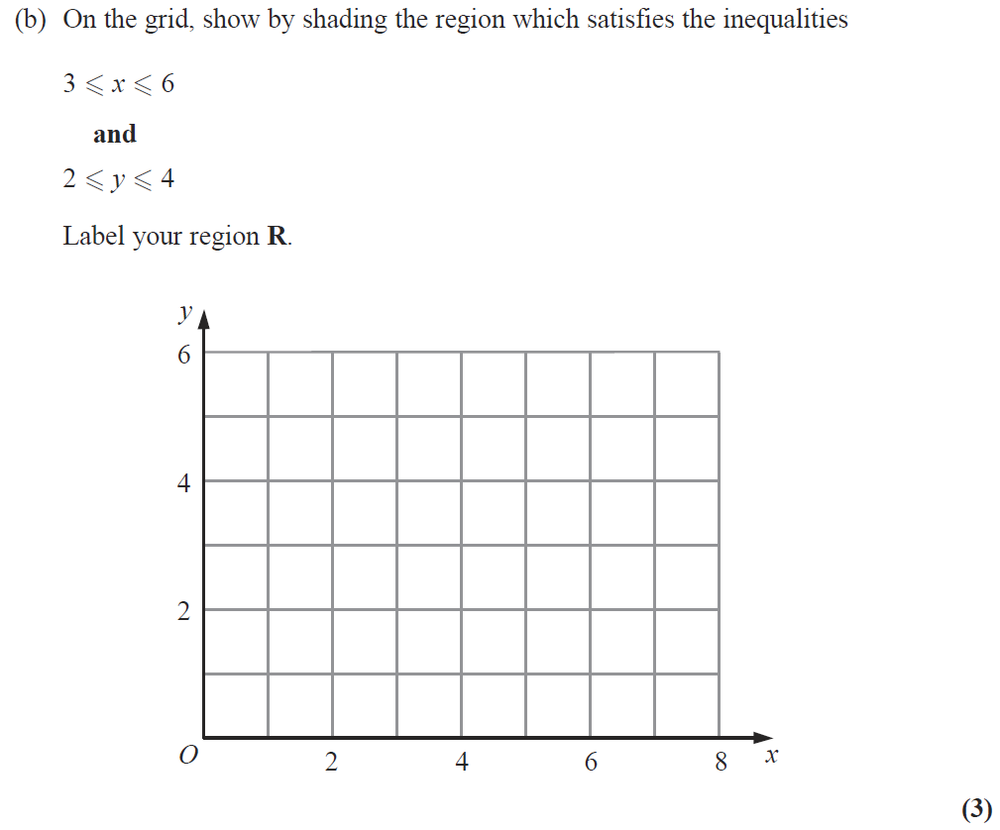 (b) On the grid, show by shading the region which satisfies the inequalities
3 ⩽ x ⩽ 6
and
2 ⩽ y ⩽ 4
Label your region R.
y
6
4
2
O
2 4 6 8 x
(3)